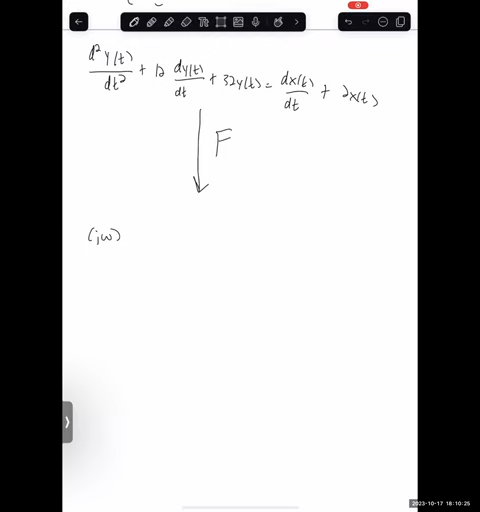 d²y(t)/dt² + 12 dy(t)/dt + 32y(t) = dx(t)/dt + 2x(t)
F
(jω)
2023-10-17 18:10:25